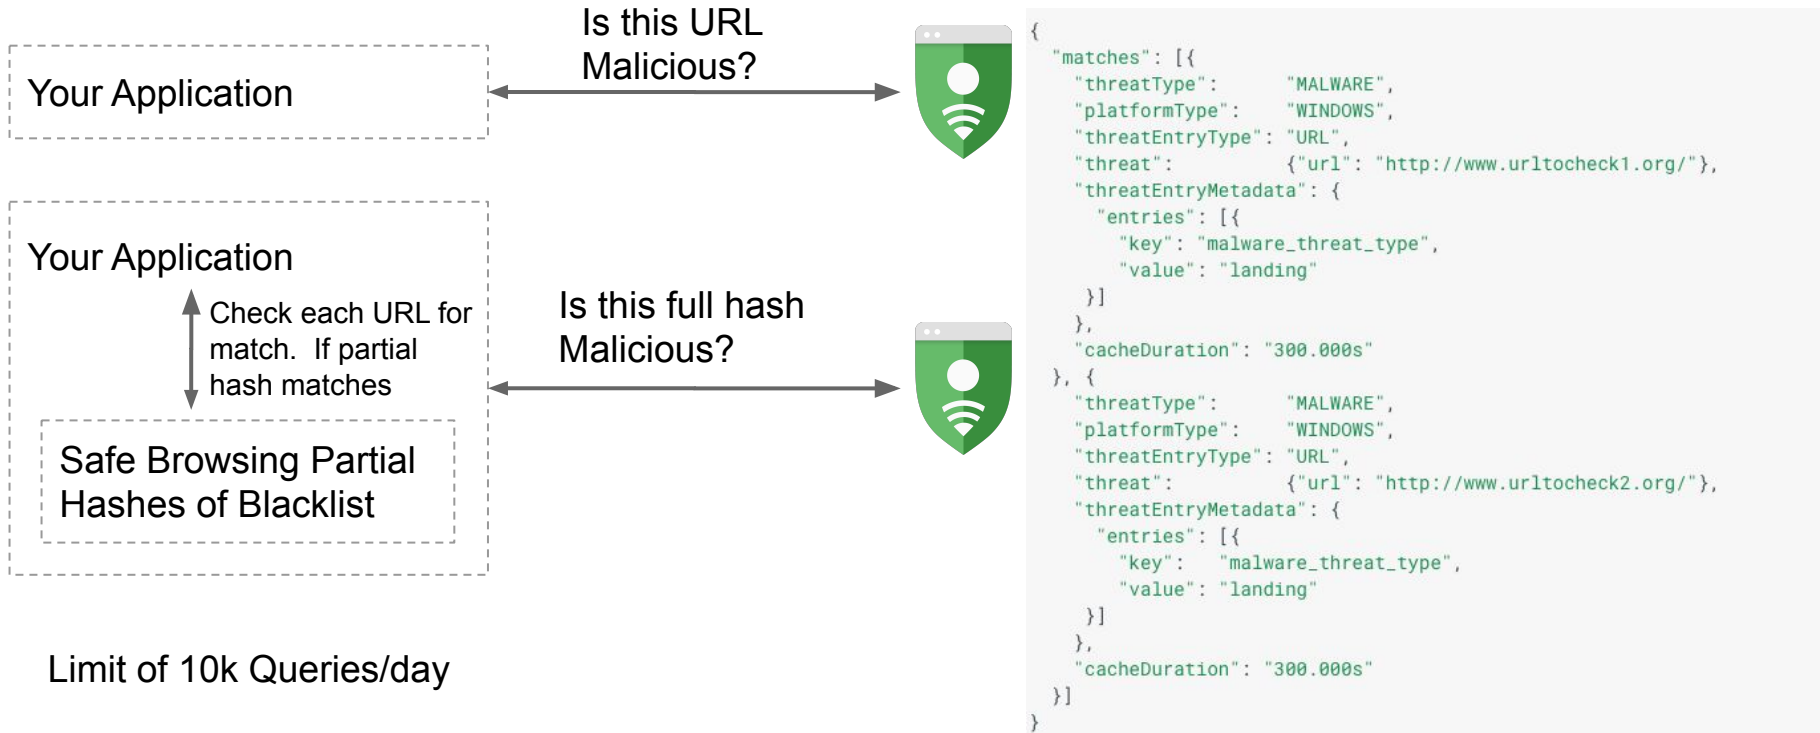 Is this URL
Malicious?
Your Application
Your Application
Check each URL for
match.  If partial
hash matches
Is this full hash
Malicious?
Safe Browsing Partial
Hashes of Blacklist
Limit of 10k Queries/day
{
  "matches": [{
    "threatType":      "MALWARE",
    "platformType":    "WINDOWS",
    "threatEntryType": "URL",
    "threat":          {"url": "http://www.urltocheck1.org/"},
    "threatEntryMetadata": {
      "entries": [{
        "key": "malware_threat_type",
        "value": "landing"
     }]
    },
    "cacheDuration": "300.000s"
  }, {
    "threatType":      "MALWARE",
    "platformType":    "WINDOWS",
    "threatEntryType": "URL",
    "threat":          {"url": "http://www.urltocheck2.org/"},
    "threatEntryMetadata": {
      "entries": [{
        "key":   "malware_threat_type",
        "value": "landing"
     }]
    },
    "cacheDuration": "300.000s"
  }]
}